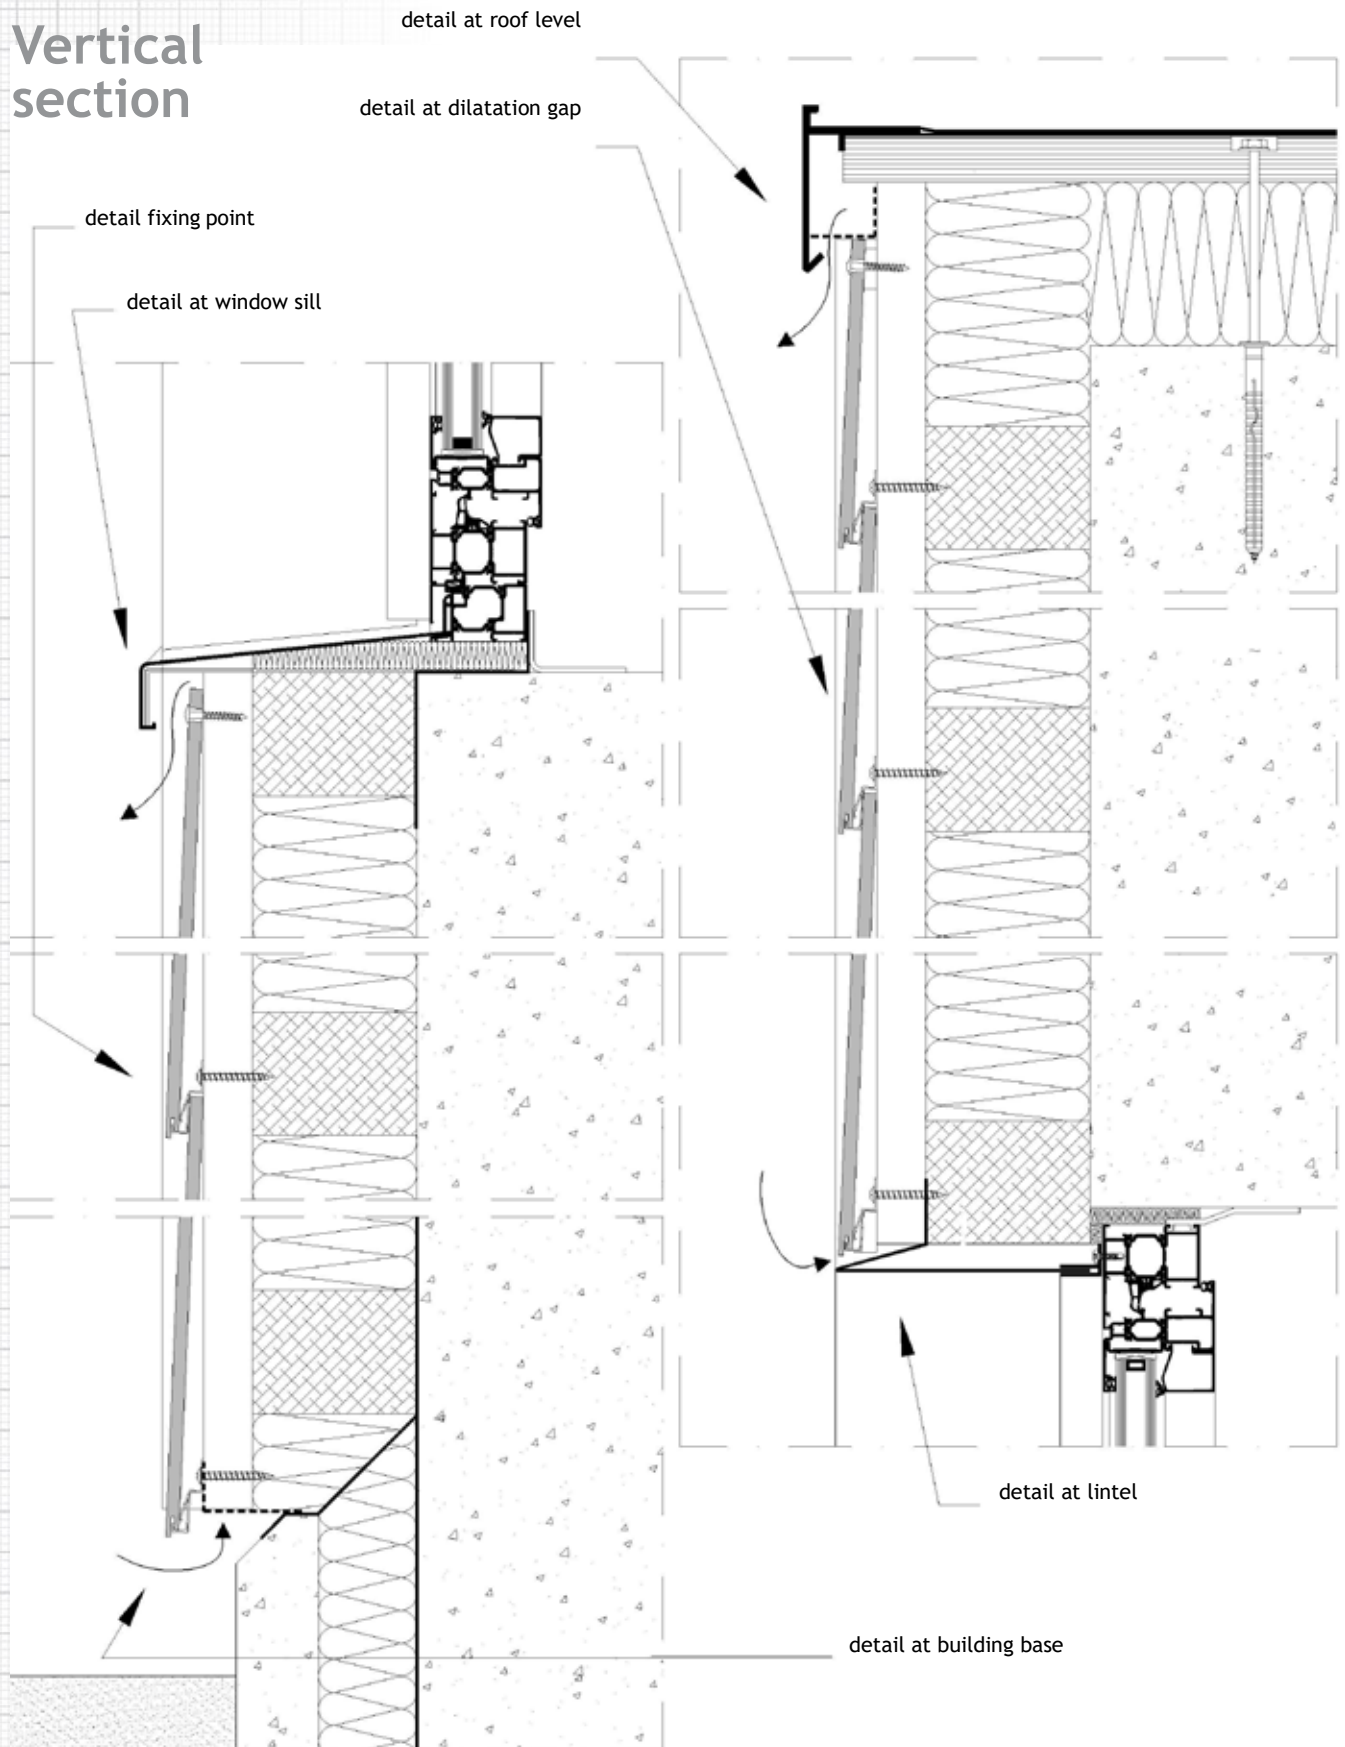 Vertical
section
detail at roof level
detail at dilatation gap
detail fixing point
detail at window sill
detail at lintel
detail at building base